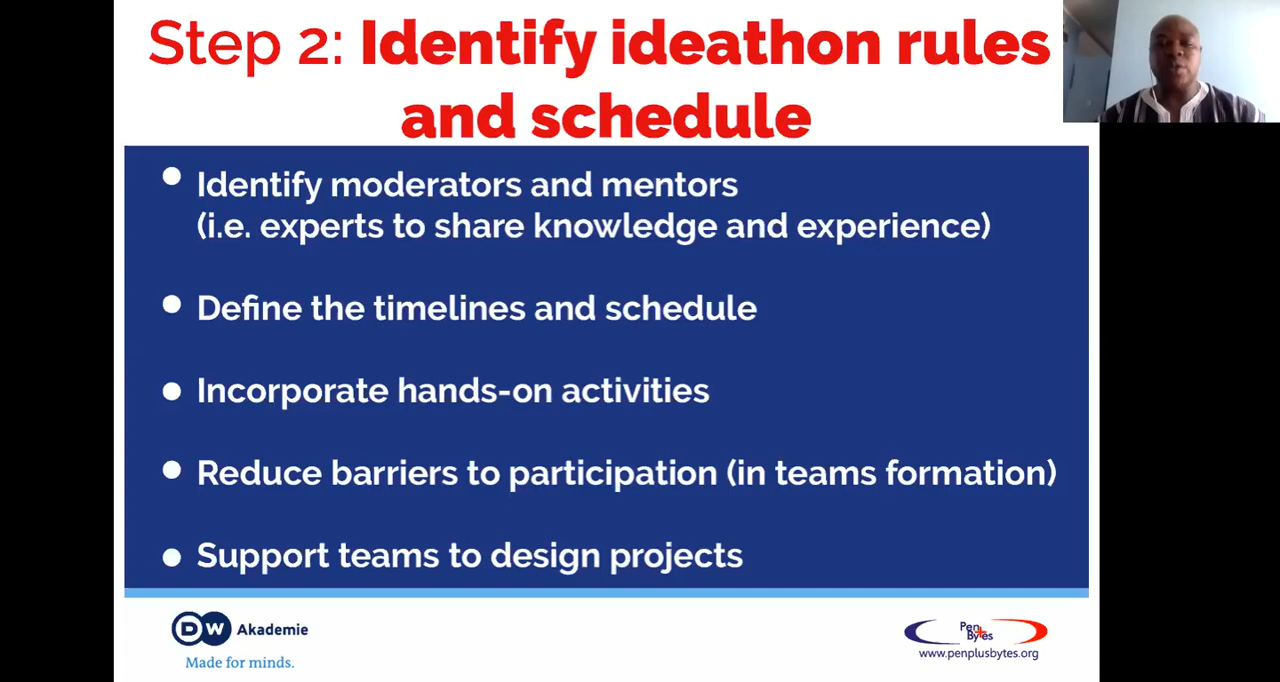 Step 2: Identify ideathon rules
and schedule
• Identify moderators and mentors
(i.e. experts to share knowledge and experience)
• Define the timelines and schedule
• Incorporate hands-on activities
• Reduce barriers to participation (in teams formation)
• Support teams to design projects
DW Akademie
Made for minds.
Pen
Bytes
www.penplusbytes.org